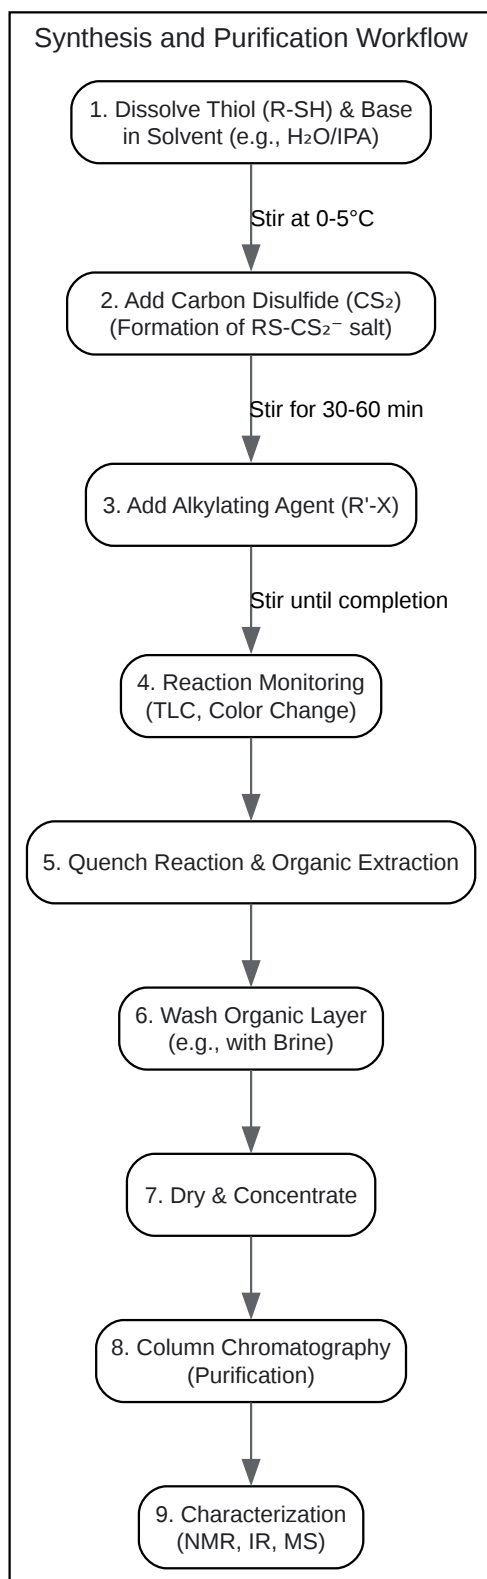 Synthesis and Purification Workflow
1. Dissolve Thiol (R-SH) & Base
in Solvent (e.g., H₂O/IPA)
Stir at 0-5°C
2. Add Carbon Disulfide (CS₂)
(Formation of RS-CS₂⁻ salt)
Stir for 30-60 min
3. Add Alkylating Agent (R'-X)
Stir until completion
4. Reaction Monitoring
(TLC, Color Change)
5. Quench Reaction & Organic Extraction
6. Wash Organic Layer
(e.g., with Brine)
7. Dry & Concentrate
8. Column Chromatography
(Purification)
9. Characterization
(NMR, IR, MS)